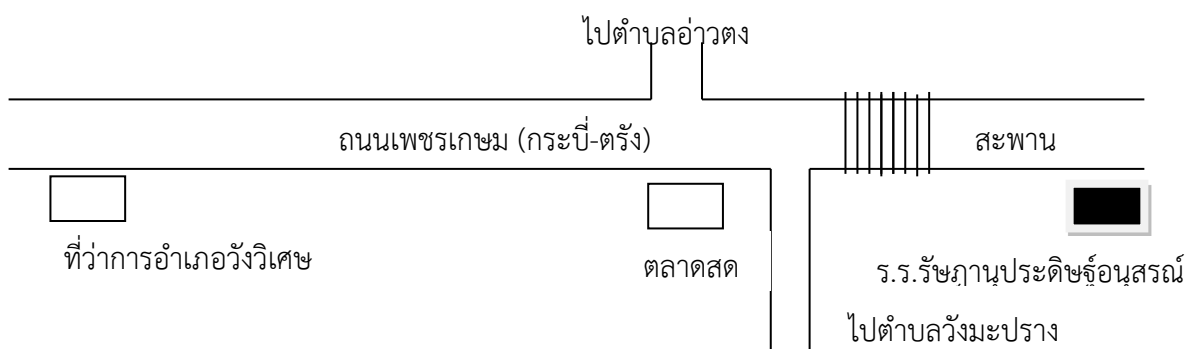 ไปตำบลอ่าวตง
ถนนเพชรเกษม (กระบี่-ตรัง)
สะพาน
ที่ว่าการอำเภอวังวิเศษ
ตลาดสด
ร.ร.รัษฎานุประดิษฐ์อนุสรณ์
ไปตำบลวังมะปราง